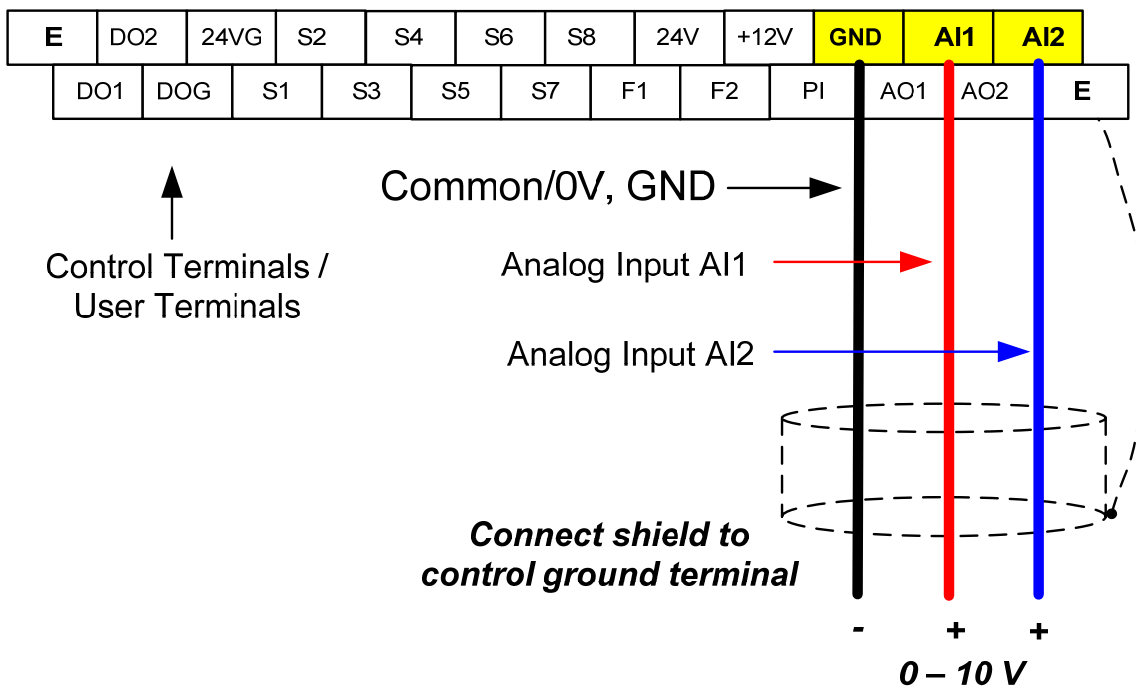 E DO2 24VG S2 S4 S6 S8 24V +12V GND AI1 AI2
DO1 DOG S1 S3 S5 S7 F1 F2 PI AO1 AO2 E
Common/0V, GND
Control Terminals /
User Terminals
Analog Input AI1
Analog Input AI2
Connect shield to
control ground terminal
- + +
0 – 10 V